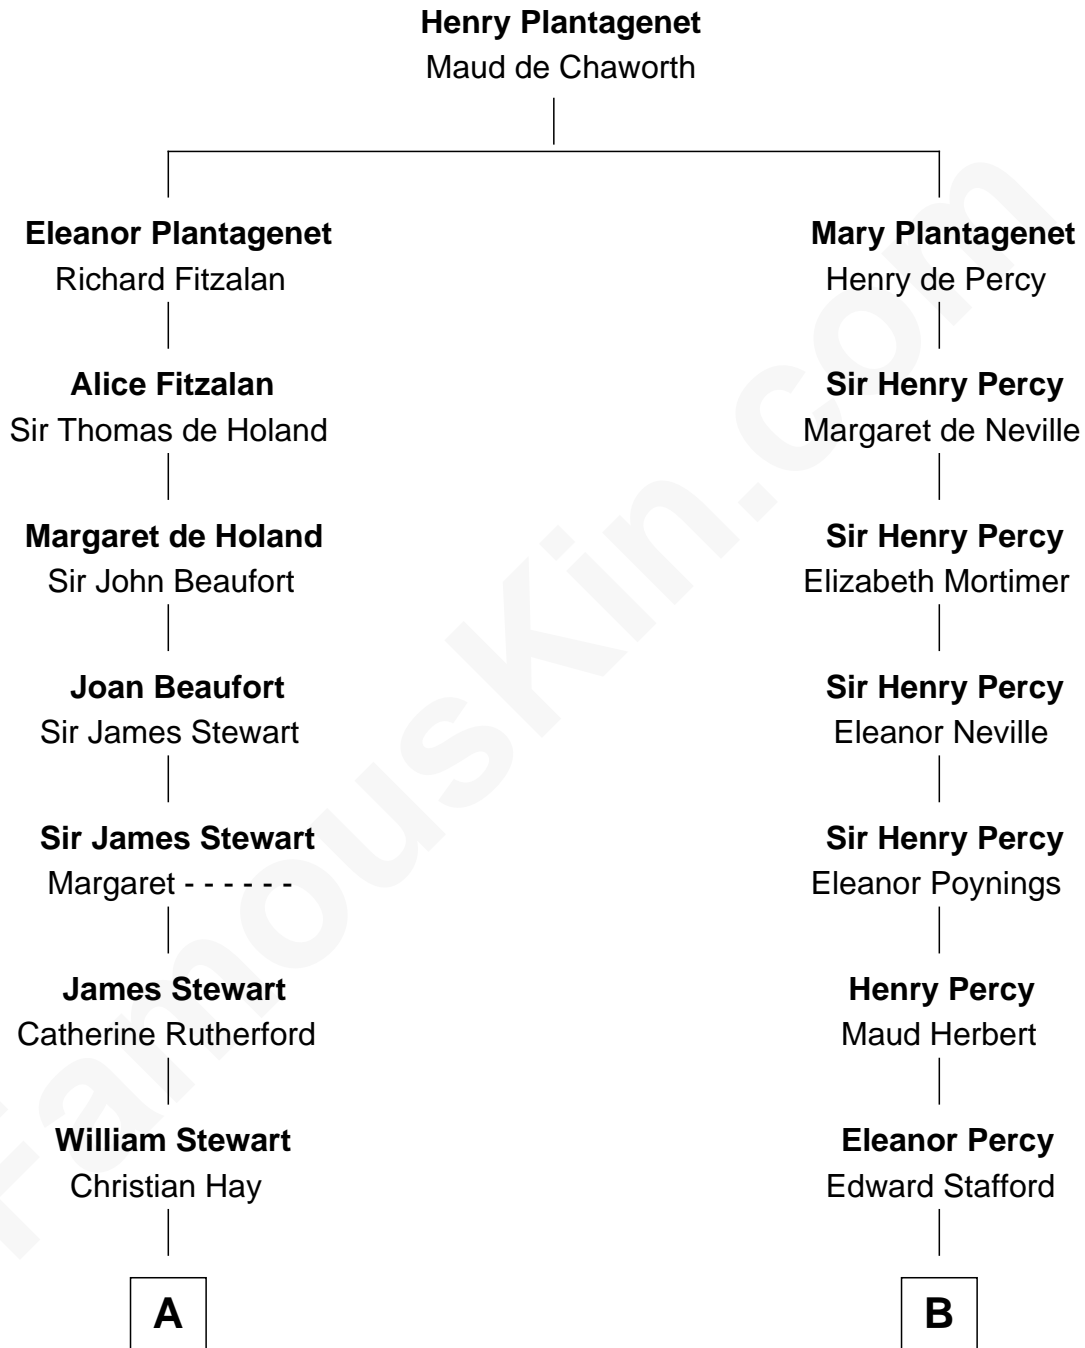 Henry Plantagenet
Maud de Chaworth
Eleanor Plantagenet
Richard Fitzalan
Mary Plantagenet
Henry de Percy
Alice Fitzalan
Sir Thomas de Holand
Sir Henry Percy
Margaret de Neville
Margaret de Holand
Sir John Beaufort
Sir Henry Percy
Elizabeth Mortimer
Joan Beaufort
Sir James Stewart
Sir Henry Percy
Eleanor Neville
Sir James Stewart
Margaret - - - - - -
Sir Henry Percy
Eleanor Poynings
James Stewart
Catherine Rutherford
Henry Percy
Maud Herbert
William Stewart
Christian Hay
Eleanor Percy
Edward Stafford
A
B
FamousKin.com